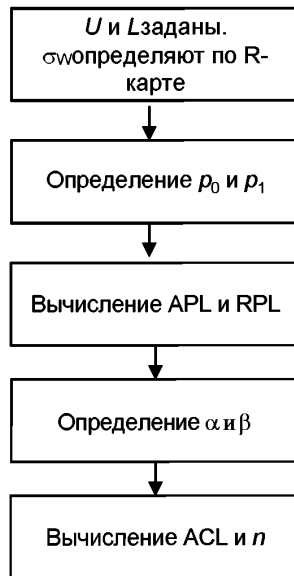 U и Lзаданы.
σwопределяют по R-
карте
Определение p₀ и p₁
Вычисление APL и RPL
Определение α и β
Вычисление ACL и n